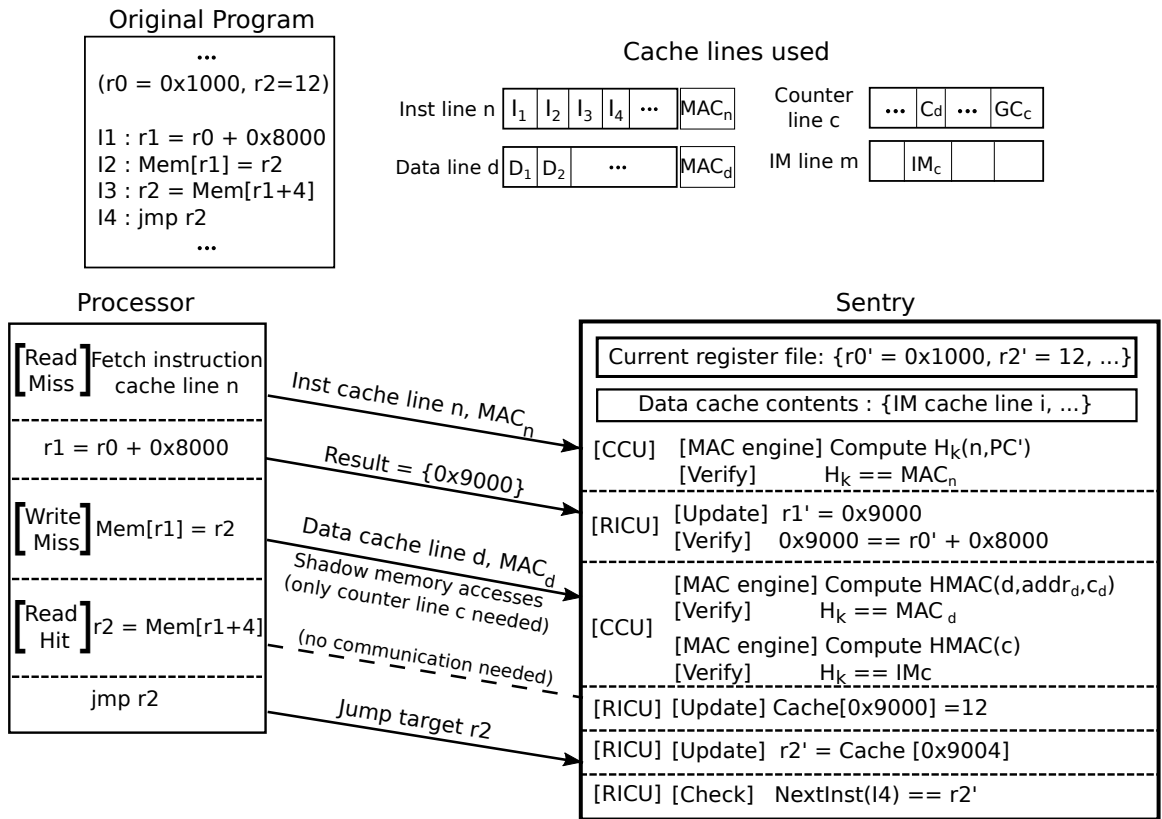 Original Program
...
(r0 = 0x1000, r2=12)
I1 : r1 = r0 + 0x8000
I2 : Mem[r1] = r2
I3 : r2 = Mem[r1+4]
I4 : jmp r2
...
Cache lines used
Inst line n I1 I2 I3 I4 ... MACn
Data line d D1 D2 ... MACd
Counter
line c
... Cd ... GCc
IM line m IMc
Processor
[Read
Miss]
Fetch instruction
cache line n
r1 = r0 + 0x8000
[Write
Miss]
Mem[r1] = r2
[Read
Hit]
r2 = Mem[r1+4]
jmp r2
Inst cache line n, MACn
Result = {0x9000}
Data cache line d, MACd
Shadow memory accesses
(only counter line c needed)
(no communication needed)
Jump target r2
Sentry
Current register file: {r0' = 0x1000, r2' = 12, ...}
Data cache contents : {IM cache line i, ...}
[CCU] [MAC engine] Compute Hk(n,PC')
[Verify] Hk == MACn
[RICU] [Update] r1' = 0x9000
[Verify] 0x9000 == r0' + 0x8000
[CCU]
[MAC engine] Compute HMAC(d,addrd,cd)
[Verify] Hk == MAC d
[MAC engine] Compute HMAC(c)
[Verify] Hk == IMc
[RICU] [Update] Cache[0x9000] =12
[RICU] [Update] r2' = Cache [0x9004]
[RICU] [Check] NextInst(I4) == r2'